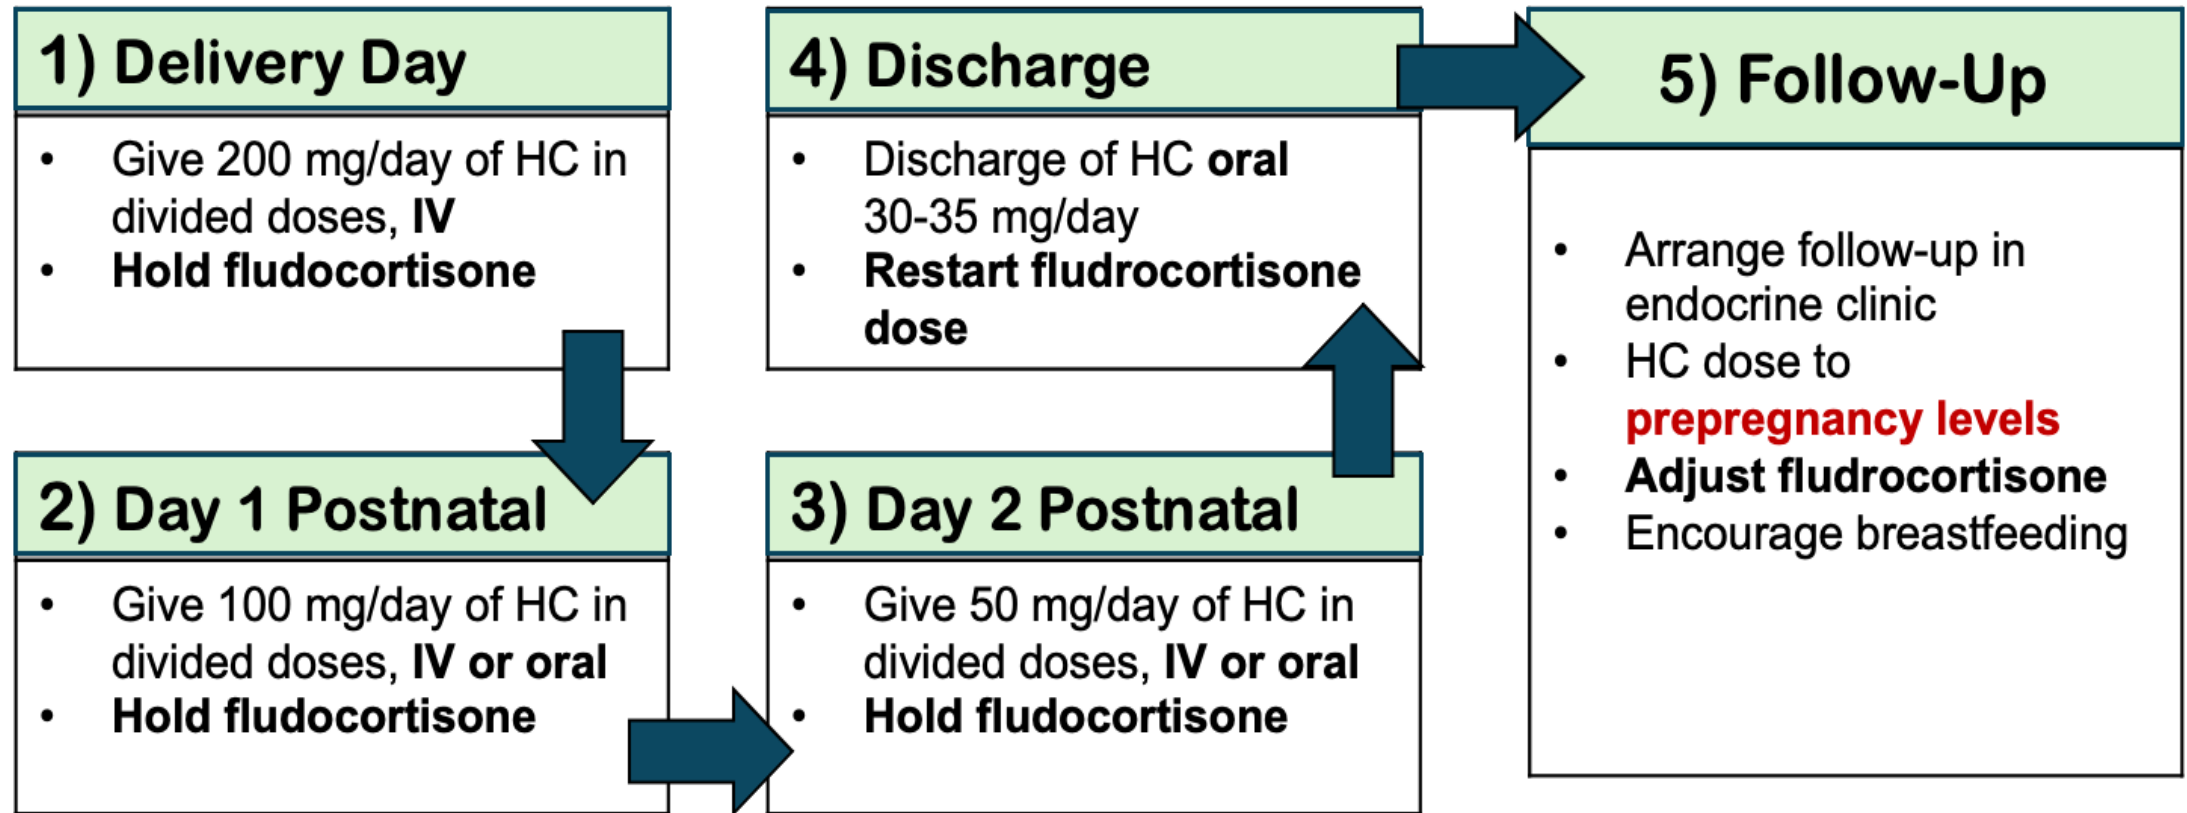 1) Delivery Day
• Give 200 mg/day of HC in
divided doses, IV
• Hold fludocortisone
2) Day 1 Postnatal
• Give 100 mg/day of HC in
divided doses, IV or oral
• Hold fludocortisone
3) Day 2 Postnatal
• Give 50 mg/day of HC in
divided doses, IV or oral
• Hold fludocortisone
4) Discharge
• Discharge of HC oral
30-35 mg/day
• Restart fludrocortisone
dose
5) Follow-Up
• Arrange follow-up in
endocrine clinic
• HC dose to
prepregnancy levels
• Adjust fludrocortisone
• Encourage breastfeeding